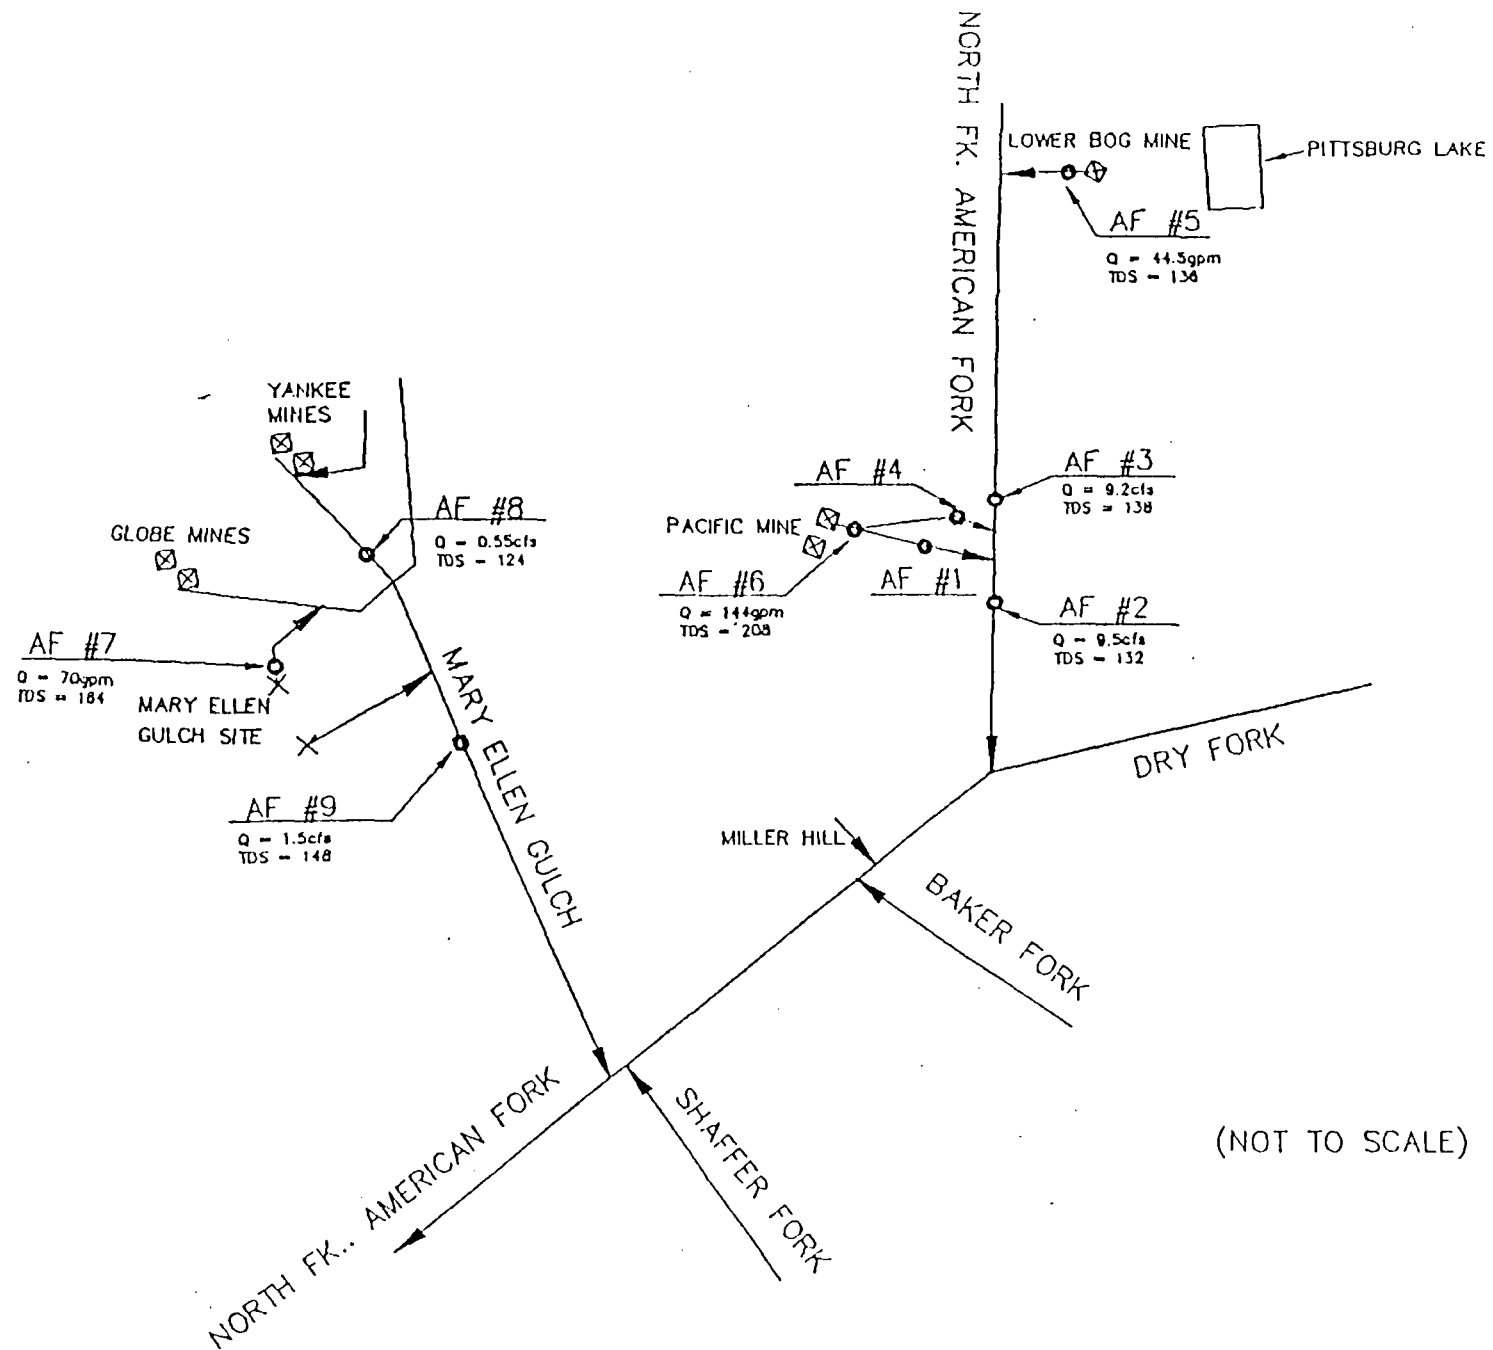 NORTH FK. AMERICAN FORK
LOWER BOG MINE
PITTSBURG LAKE
AF #5
Q = 44.5gpm
TDS = 136
YANKEE
MINES
AF #8
Q = 0.55cfs
TDS = 124
GLOBE MINES
AF #7
Q = 70gpm
TDS = 184
MARY ELLEN
GULCH SITE
AF #9
Q = 1.5cfs
TDS = 148
MARY ELLEN GULCH
AF #4
AF #3
Q = 9.2cfs
TDS = 138
PACIFIC MINE
AF #6
Q = 144gpm
TDS = 208
AF #1
AF #2
Q = 9.5cfs
TDS = 132
DRY FORK
MILLER HILL
BAKER FORK
SHAFFER FORK
NORTH FK.. AMERICAN FORK
(NOT TO SCALE)